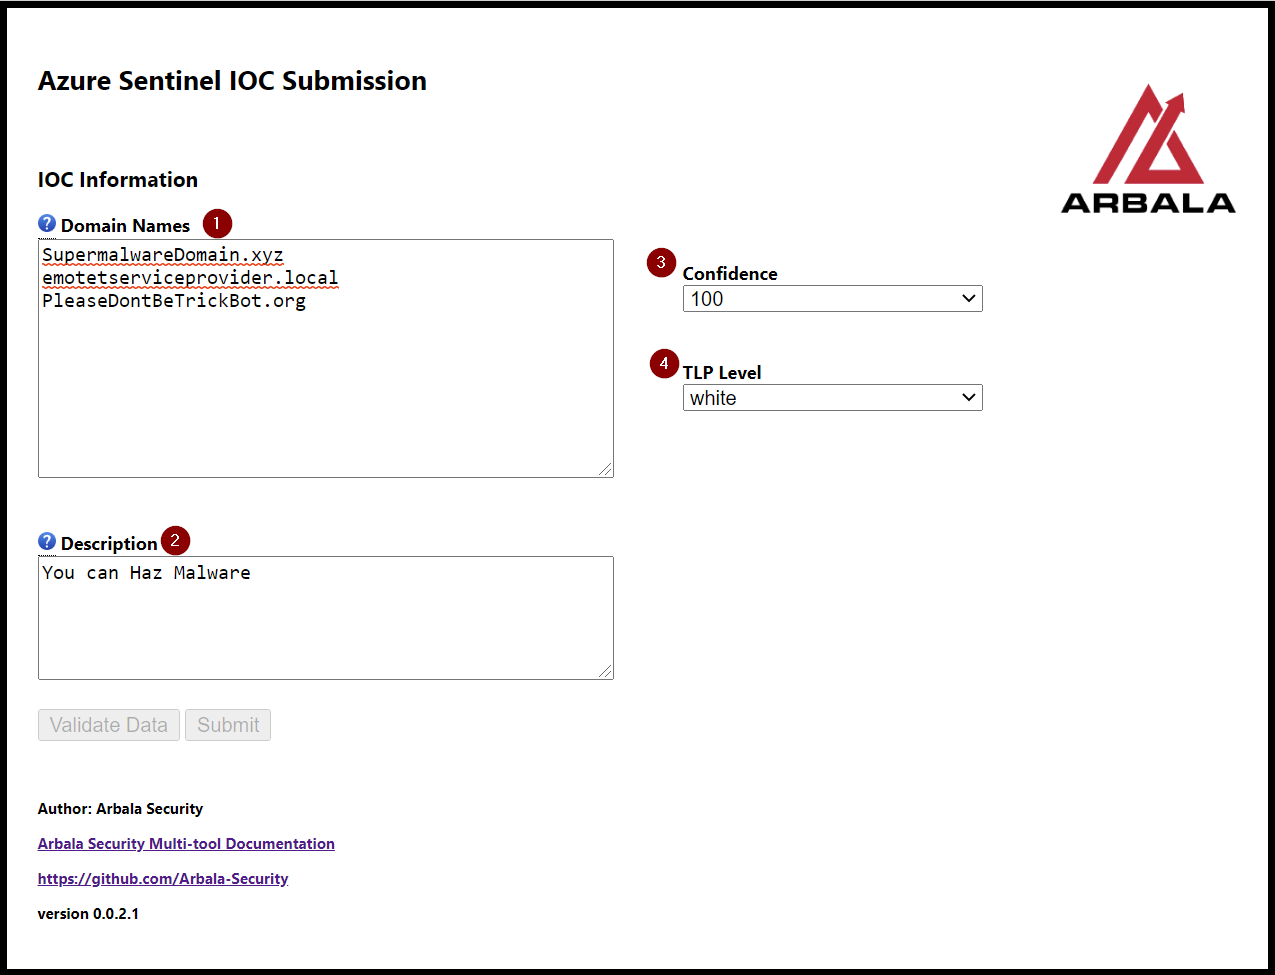 Azure Sentinel IOC Submission
ARBALA
IOC Information
? Domain Names 1
SupermalwareDomain.xyz
emotetserviceprovider.local
PleaseDontBeTrickBot.org
3 Confidence
100
4 TLP Level
white
? Description 2
You can Haz Malware
Validate Data Submit
Author: Arbala Security
Arbala Security Multi-tool Documentation
https://github.com/Arbala-Security
version 0.0.2.1